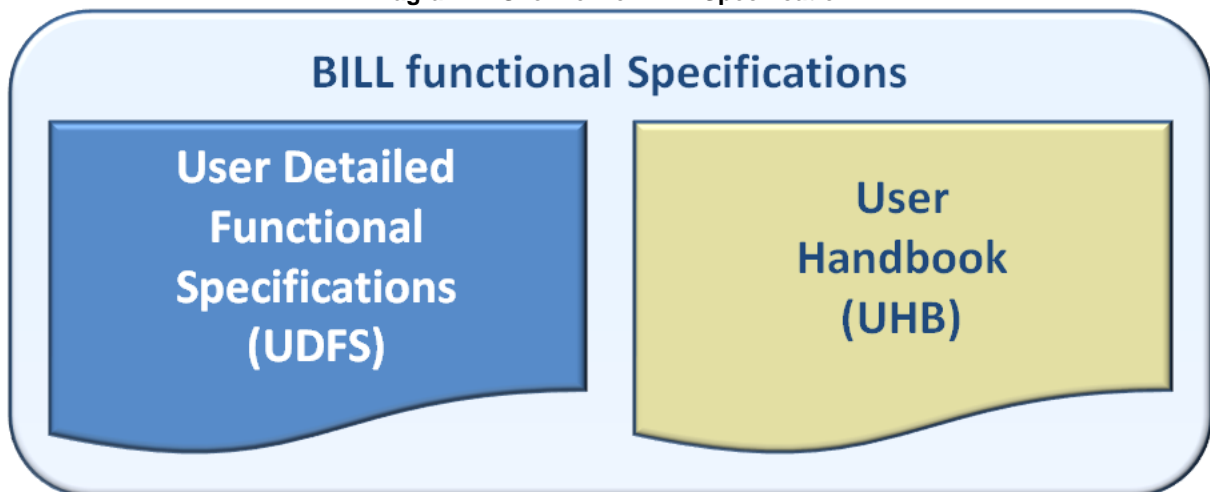 BILL functional Specifications
User Detailed
Functional
Specifications
(UDFS)
User
Handbook
(UHB)